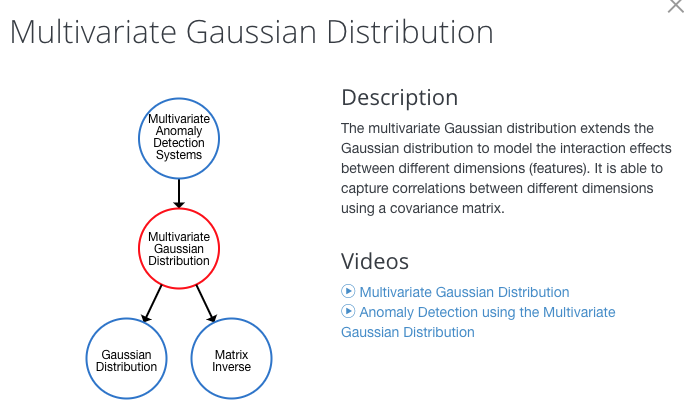 Multivariate Gaussian Distribution
Multivariate
Anomaly
Detection
Systems
Multivariate
Gaussian
Distribution
Gaussian
Distribution
Matrix
Inverse
Description
The multivariate Gaussian distribution extends the
Gaussian distribution to model the interaction effects
between different dimensions (features). It is able to
capture correlations between different dimensions
using a covariance matrix.
Videos
Multivariate Gaussian Distribution
Anomaly Detection using the Multivariate
Gaussian Distribution